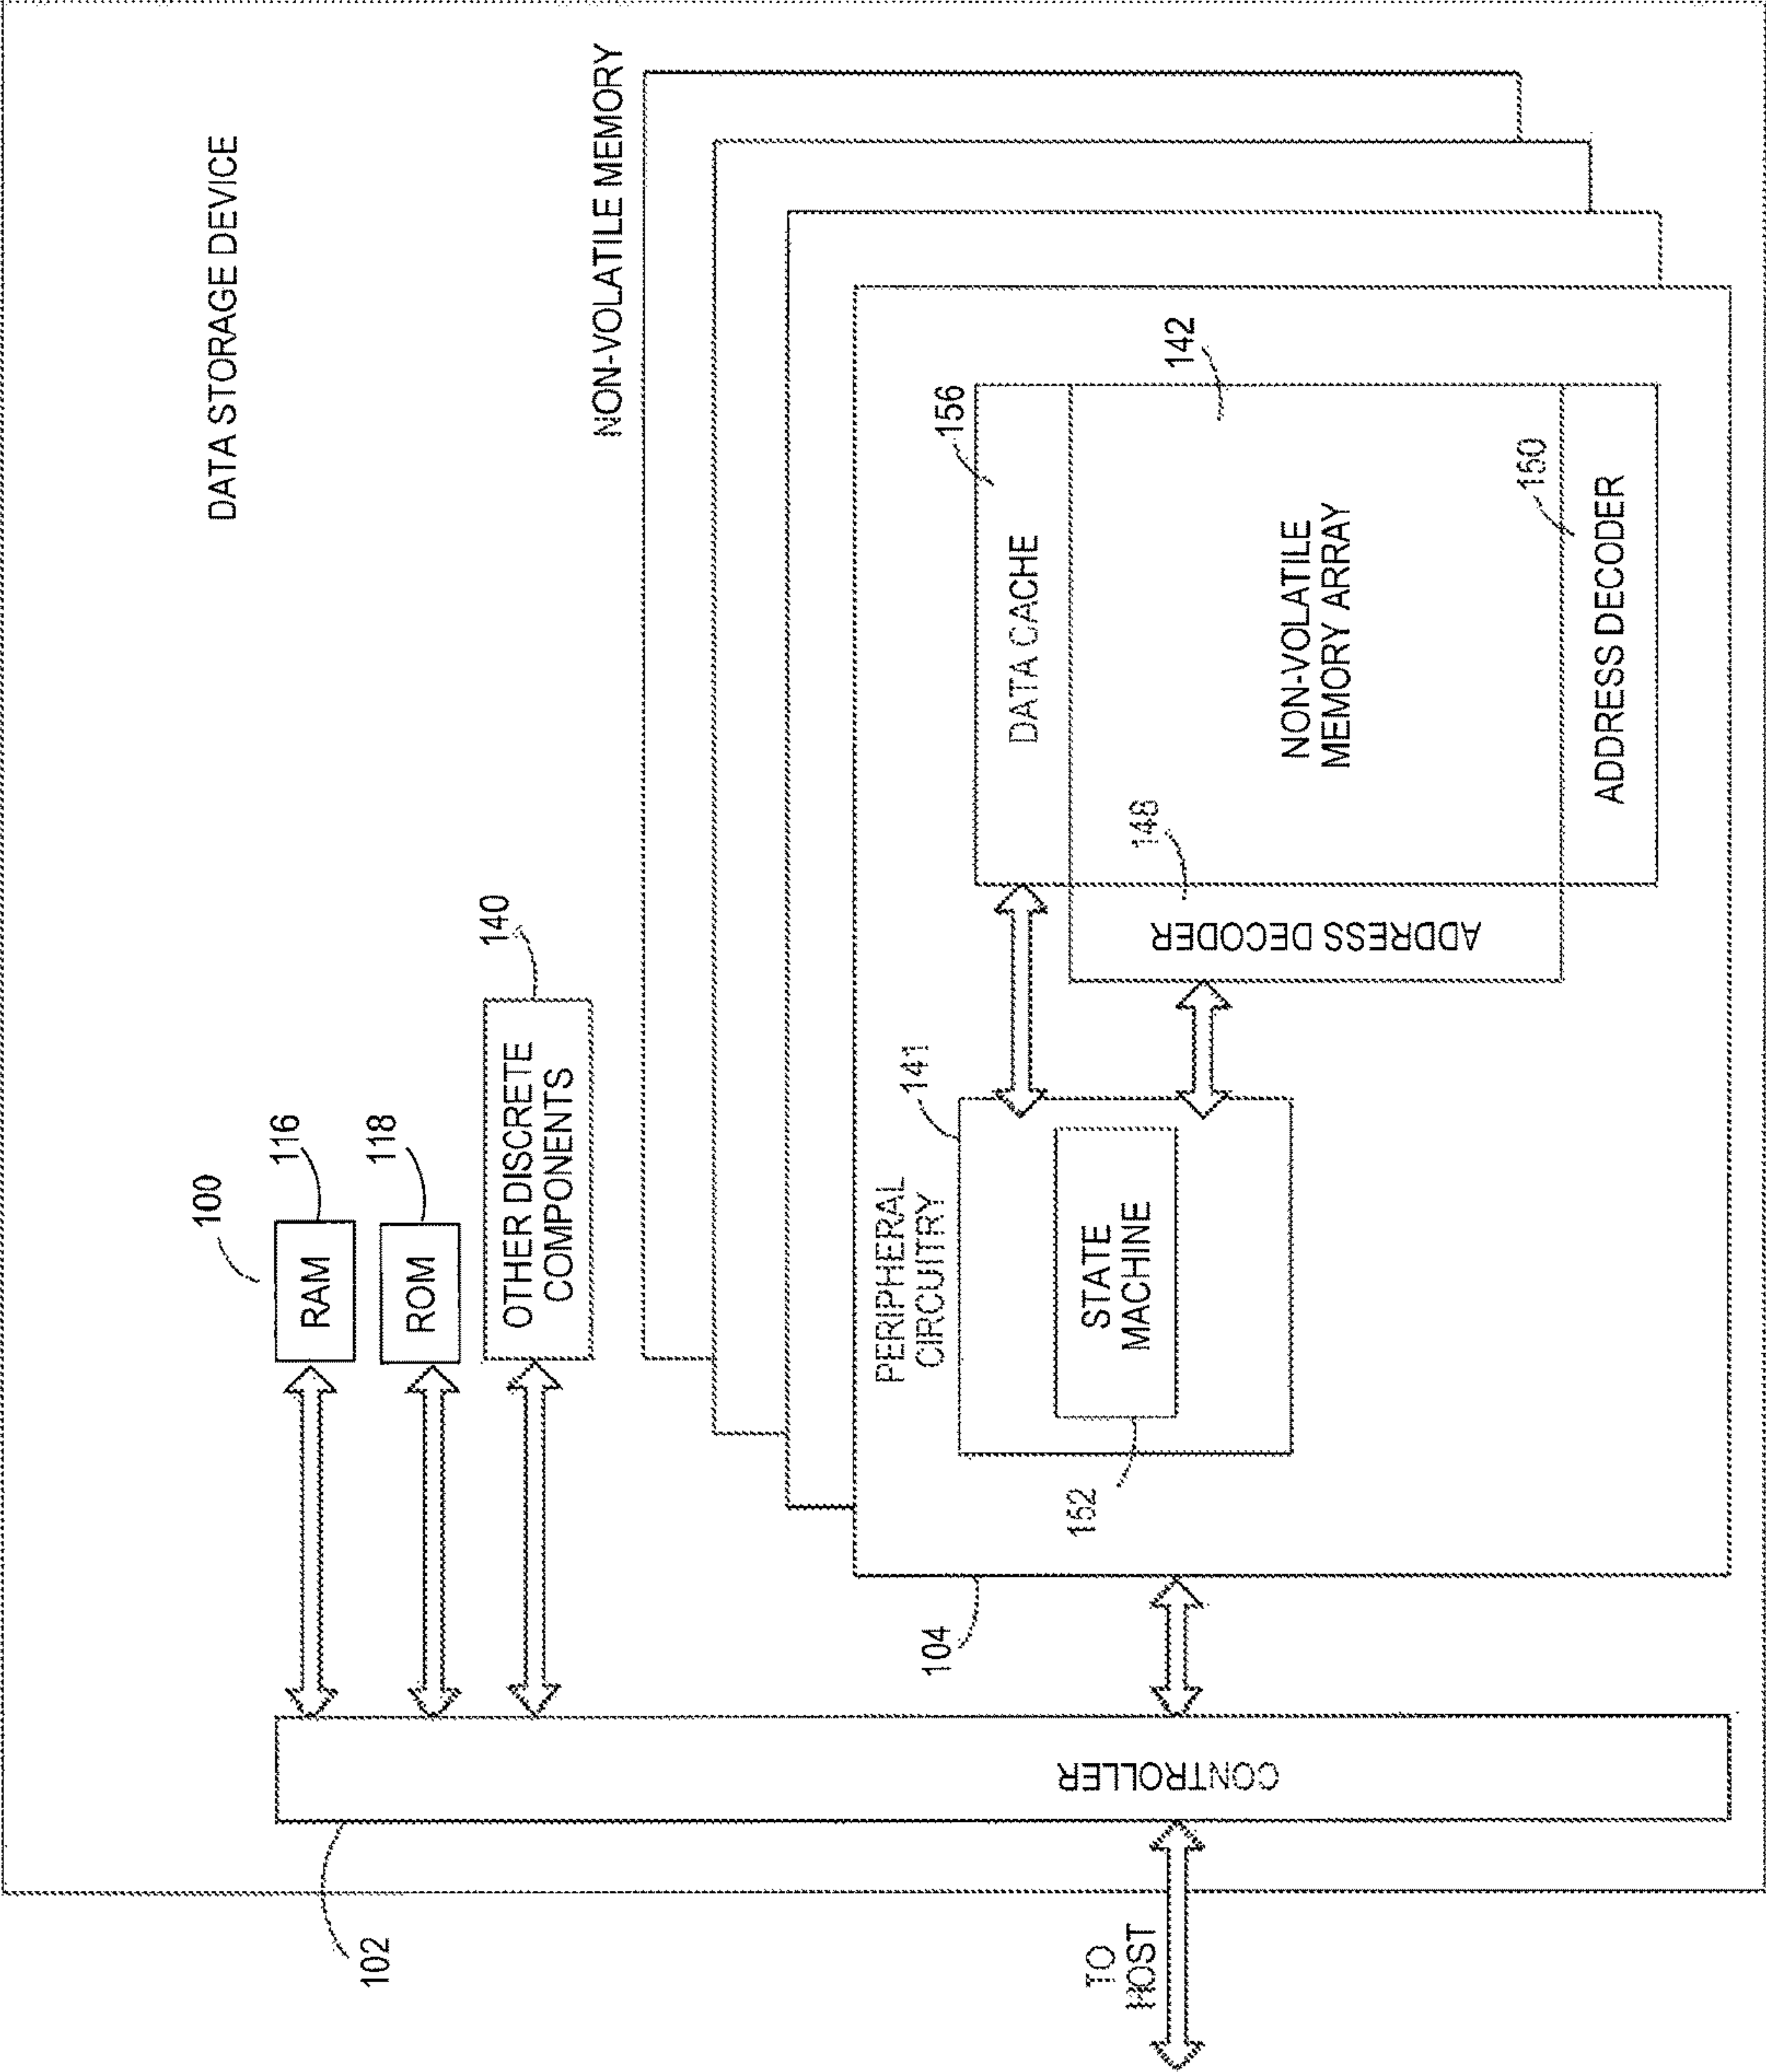 DATA STORAGE DEVICE
100
116
RAM
118
ROM
102
140
OTHER DISCRETE
COMPONENTS
NON-VOLATILE MEMORY
104
PERIPHERAL
CIRCUITRY
141
156
DATA CACHE
TO
HOST
CONTROLLER
152
STATE
MACHINE
148
ADDRESS DECODER
142
NON-VOLATILE
MEMORY ARRAY
150
ADDRESS DECODER